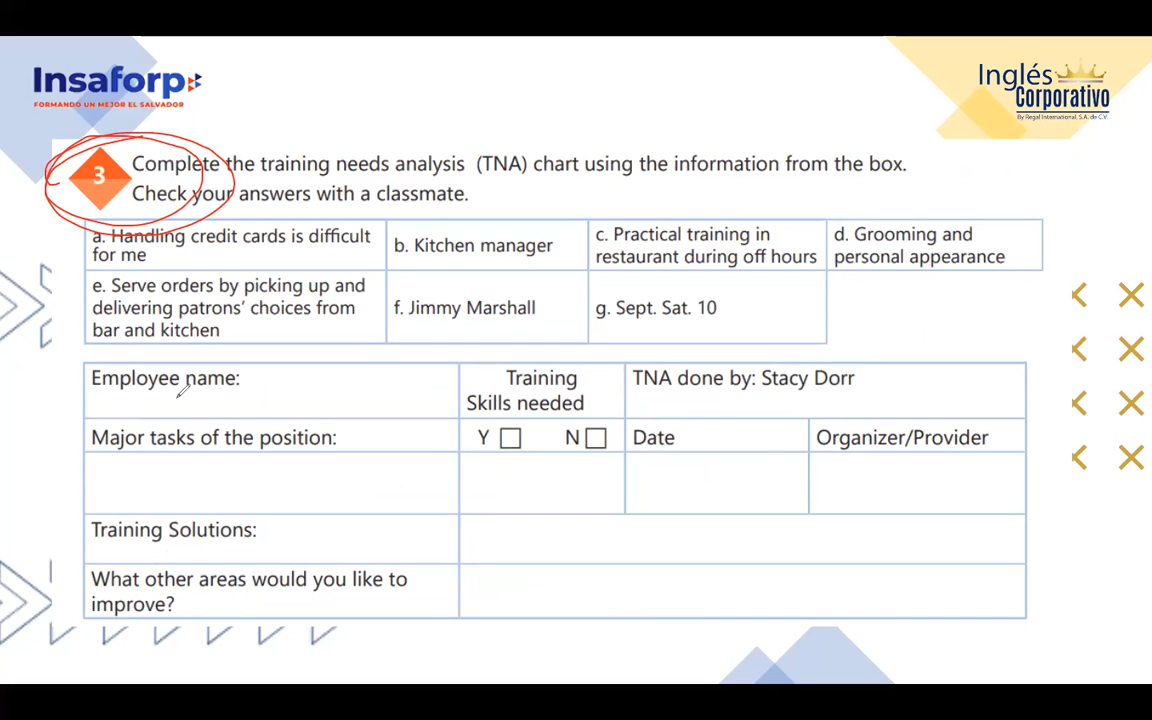 Insaforp
FORMANDO UN MEJOR EL SALVADOR
Inglés
Corporativo
By Regal International, S.A. de C.V.
3
Complete the training needs analysis (TNA) chart using the information from the box.
Check your answers with a classmate.
a. Handling credit cards is difficult
for me
b. Kitchen manager
c. Practical training in
restaurant during off hours
d. Grooming and
personal appearance
e. Serve orders by picking up and
delivering patrons' choices from
bar and kitchen
f. Jimmy Marshall
g. Sept. Sat. 10
Employee name:
Training
Skills needed
TNA done by: Stacy Dorr
Major tasks of the position:
Y N
Date
Organizer/Provider
Training Solutions:
What other areas would you like to
improve?